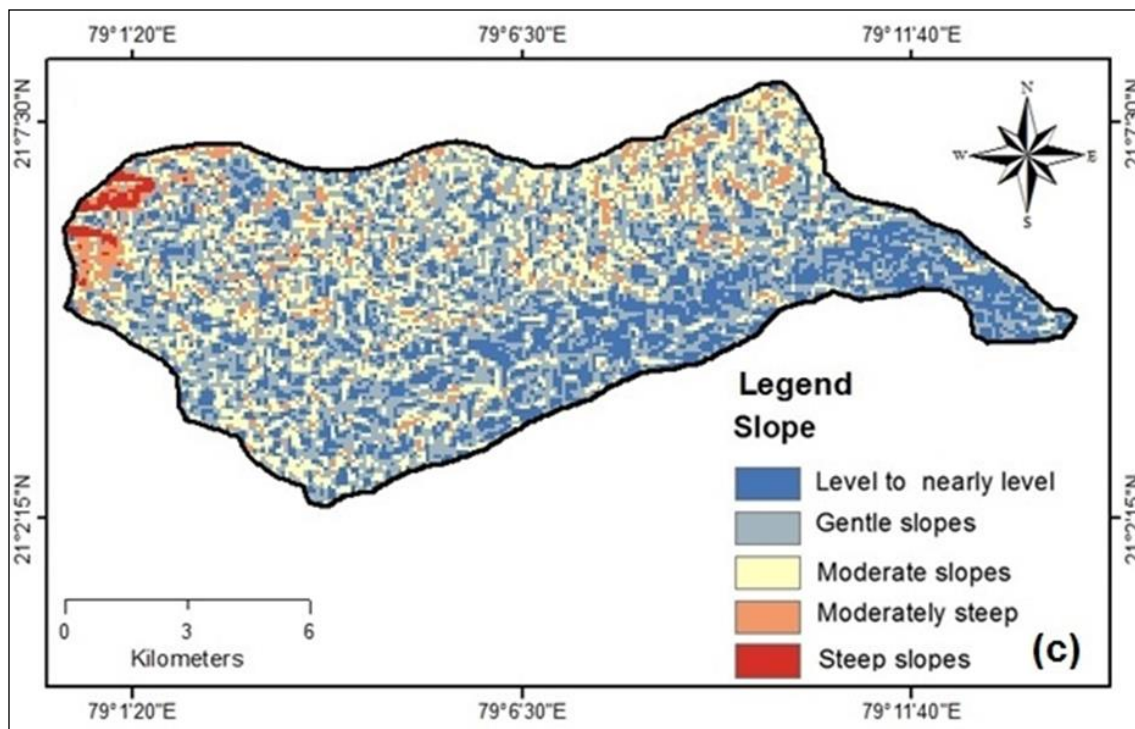 79°1'20"E 79°6'30"E 79°11'40"E
21°7'30"N
21°7'30"N
N
W E
S
Legend
Slope
Level to nearly level
Gentle slopes
Moderate slopes
Moderately steep
Steep slopes
21°2'15"N
21°2'15"N
0 3 6
Kilometers
(c)
79°1'20"E 79°6'30"E 79°11'40"E